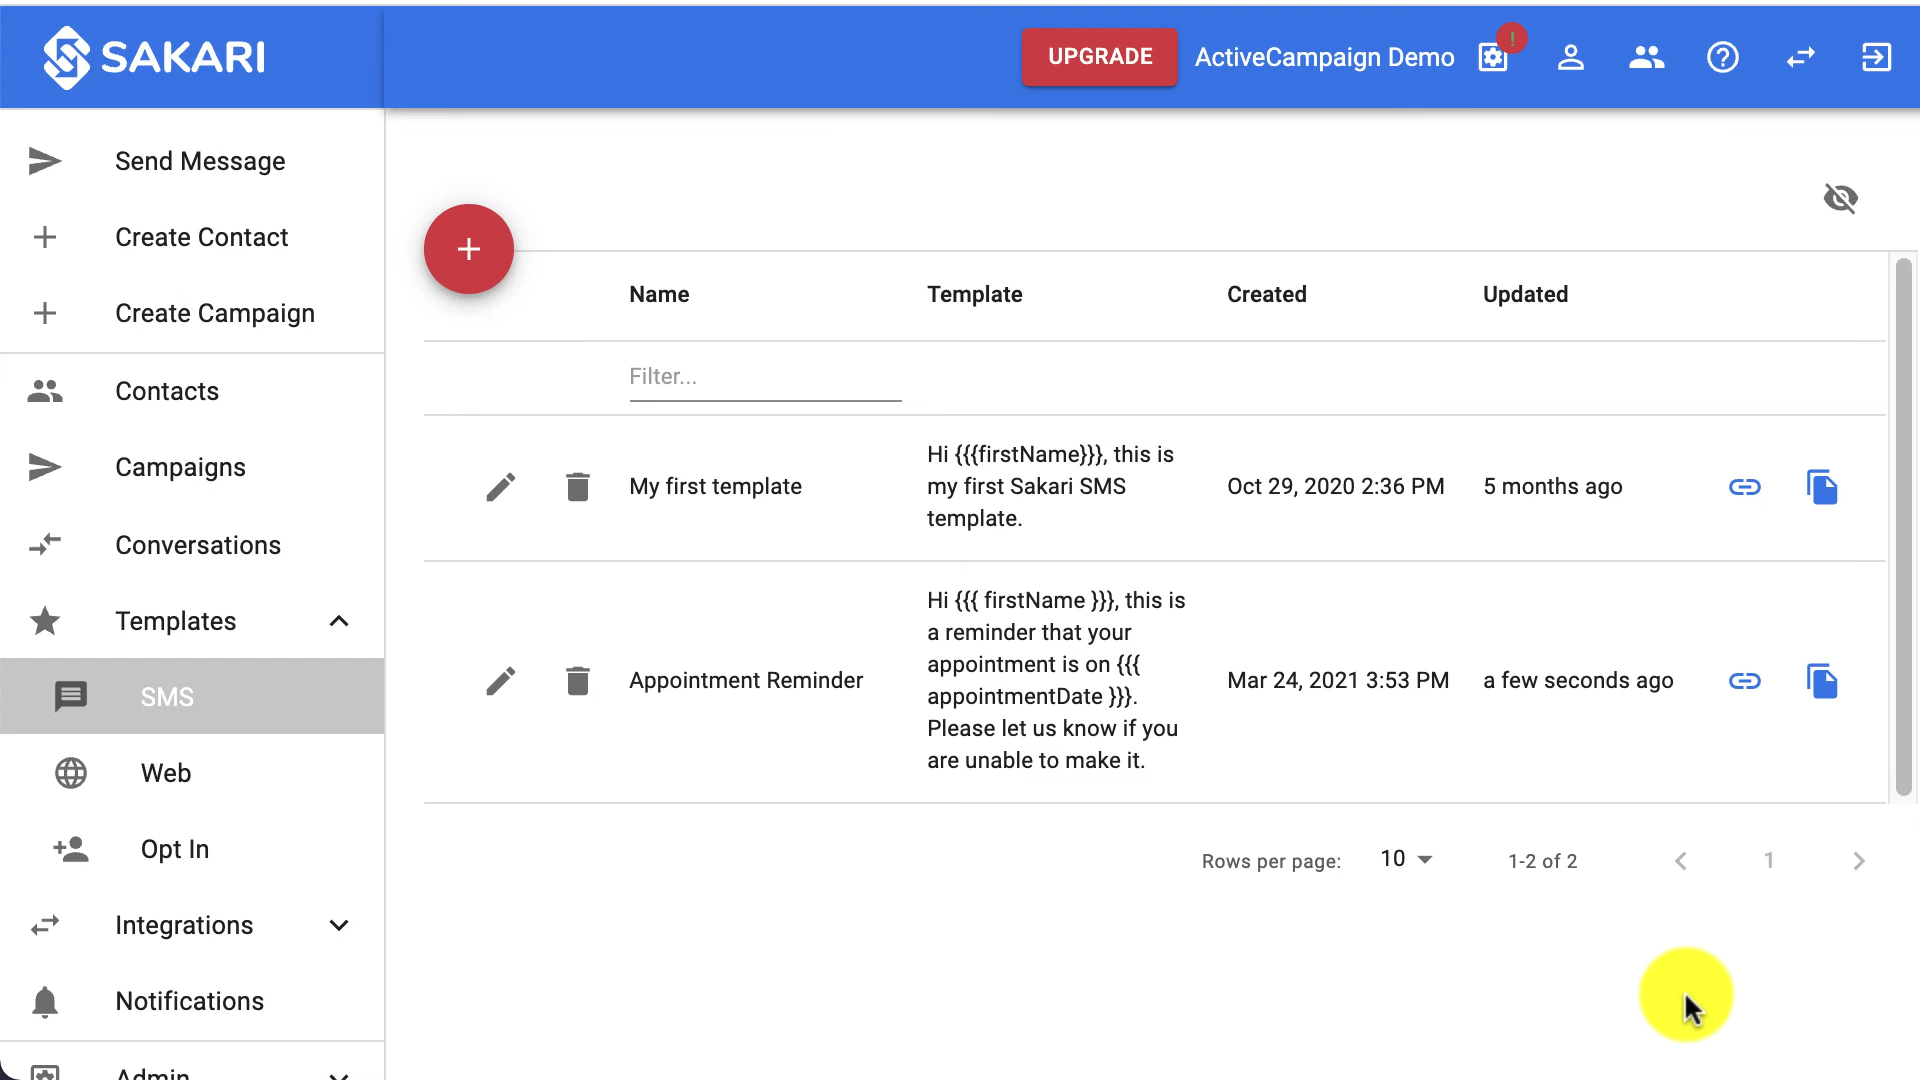 SAKARI
UPGRADE
ActiveCampaign Demo
!
Send Message
Create Contact
Create Campaign
Contacts
Campaigns
Conversations
Templates
SMS
Web
Opt In
Integrations
Notifications
Admin
Name
Template
Created
Updated
Filter...
My first template
Hi {{{firstName}}}, this is
my first Sakari SMS
template.
Oct 29, 2020 2:36 PM
5 months ago
Appointment Reminder
Hi {{{ firstName }}}, this is
a reminder that your
appointment is on {{{
appointmentDate }}}.
Please let us know if you
are unable to make it.
Mar 24, 2021 3:53 PM
a few seconds ago
Rows per page:
10
1-2 of 2
1